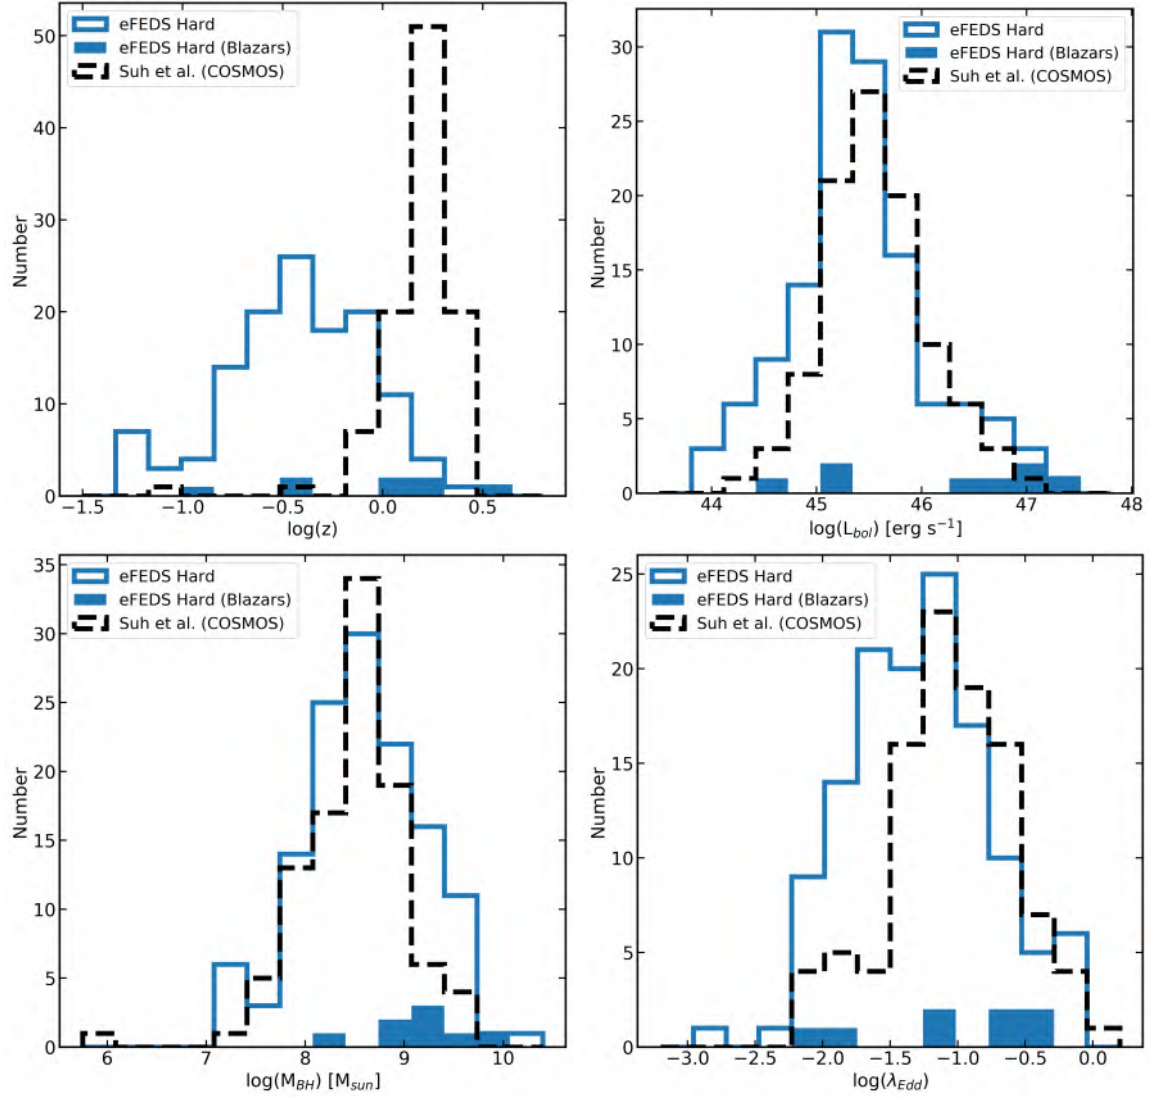 eFEDS Hard
eFEDS Hard (Blazars)
Suh et al. (COSMOS)
50
40
30
20
10
0
Number
−1.5 −1.0 −0.5 0.0 0.5
log(z)
eFEDS Hard
eFEDS Hard (Blazars)
Suh et al. (COSMOS)
30
25
20
15
10
5
0
Number
44 45 46 47 48
log(L_bol) [erg s⁻¹]
eFEDS Hard
eFEDS Hard (Blazars)
Suh et al. (COSMOS)
35
30
25
20
15
10
5
0
Number
6 7 8 9 10
log(M_BH) [M_sun]
eFEDS Hard
eFEDS Hard (Blazars)
Suh et al. (COSMOS)
25
20
15
10
5
0
Number
−3.0 −2.5 −2.0 −1.5 −1.0 −0.5 0.0
log(λ_Edd)